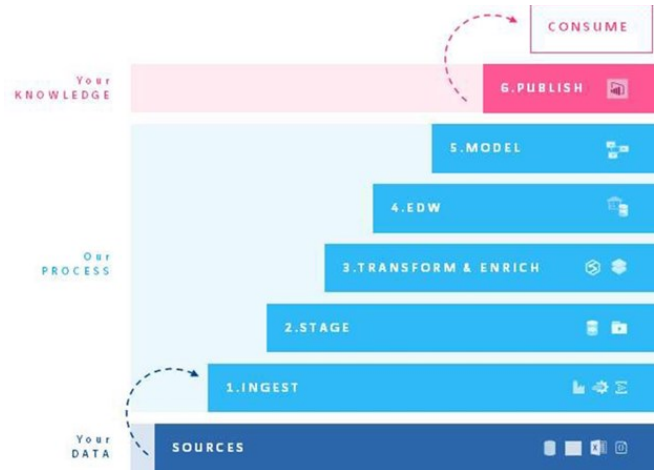 CONSUME
Your
KNOWLEDGE
6.PUBLISH
5.MODEL
4.EDW
Our
PROCESS
3.TRANSFORM & ENRICH
2.STAGE
1.INGEST
Your
DATA
SOURCES